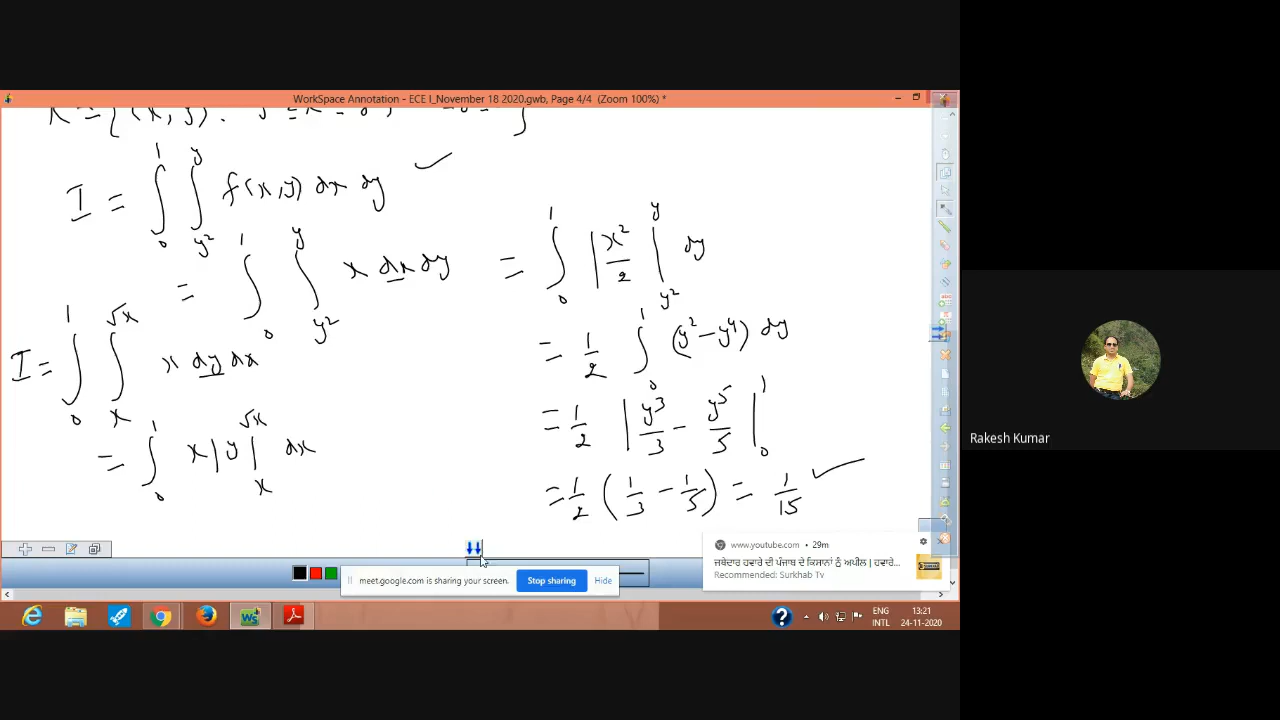 WorkSpace Annotation - ECE I_November 18 2020.gwb, Page 4/4 (Zoom 100%) *
I = ∫₀¹ ∫_{y²}^{y} f(x,y) dx dy ✓
= ∫₀¹ ∫_{y²}^{y} x dx dy = ∫₀¹ |x²/2|_{y²}^{y} dy
= 1/2 ∫₀¹ (y² − y⁴) dy
= 1/2 |y³/3 − y⁵/5|₀¹
= 1/2 (1/3 − 1/5) = 1/15 ✓
I = ∫₀¹ ∫_{x}^{√x} x dy dx
= ∫₀¹ x |y|_{x}^{√x} dx
Rakesh Kumar
www.youtube.com • 29m
ਜਥੇਦਾਰ ਹਵਾਰੇ ਦੀ ਪੰਜਾਬ ਦੇ ਕਿਸਾਨਾਂ ਨੂੰ ਅਪੀਲ | ਹਵਾਰੇ...
Recommended: Surkhab Tv
meet.google.com is sharing your screen.
Stop sharing
Hide
ENG
INTL
13:21
24-11-2020